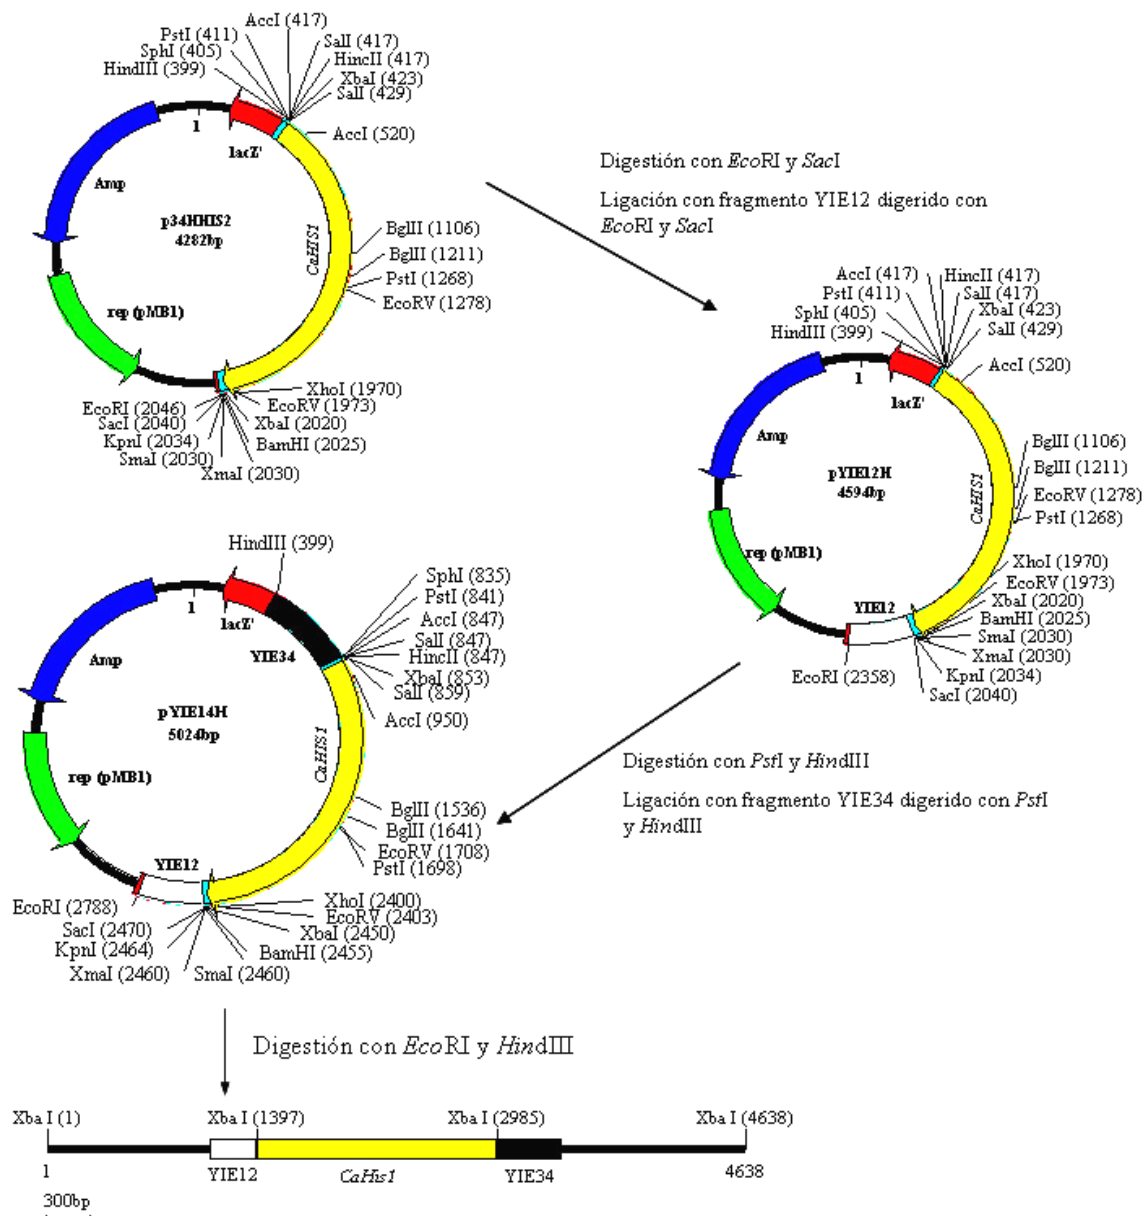 AccI (417)
PstI (411)
SalI (417)
SphI (405)
HincII (417)
HindIII (399)
XbaI (423)
SalI (429)
AccI (520)
1
lacZ'
Amp
p34HHIS2
4282bp
CaHIS1
BglII (1106)
BglII (1211)
PstI (1268)
EcoRV (1278)
rep (pMB1)
XhoI (1970)
EcoRI (2046)
EcoRV (1973)
SacI (2040)
XbaI (2020)
KpnI (2034)
BamHI (2025)
SmaI (2030)
XmaI (2030)
Digestión con EcoRI y SacI
Ligación con fragmento YIE12 digerido con
EcoRI y SacI
AccI (417)
HincII (417)
PstI (411)
SalI (417)
SphI (405)
XbaI (423)
HindIII (399)
SalI (429)
AccI (520)
1
lacZ'
Amp
pYIE12H
4594bp
CaHIS1
BglII (1106)
BglII (1211)
EcoRV (1278)
PstI (1268)
rep (pMB1)
XhoI (1970)
EcoRV (1973)
YIE12
XbaI (2020)
BamHI (2025)
SmaI (2030)
XmaI (2030)
EcoRI (2358)
KpnI (2034)
SacI (2040)
Digestión con PstI y HindIII
Ligación con fragmento YIE34 digerido con PstI
y HindIII
HindIII (399)
SphI (835)
PstI (841)
AccI (847)
SalI (847)
HincII (847)
XbaI (853)
SalI (859)
AccI (950)
1
lacZ'
YIE34
Amp
pYIE14H
5024bp
CaHIS1
rep (pMB1)
BglII (1536)
BglII (1641)
EcoRV (1708)
PstI (1698)
YIE12
EcoRI (2788)
XhoI (2400)
SacI (2470)
EcoRV (2403)
KpnI (2464)
XbaI (2450)
XmaI (2460)
SmaI (2460)
BamHI (2455)
Digestión con EcoRI y HindIII
Xba I (1)
Xba I (1397)
Xba I (2985)
Xba I (4638)
1
YIE12
CaHis1
YIE34
4638
300bp